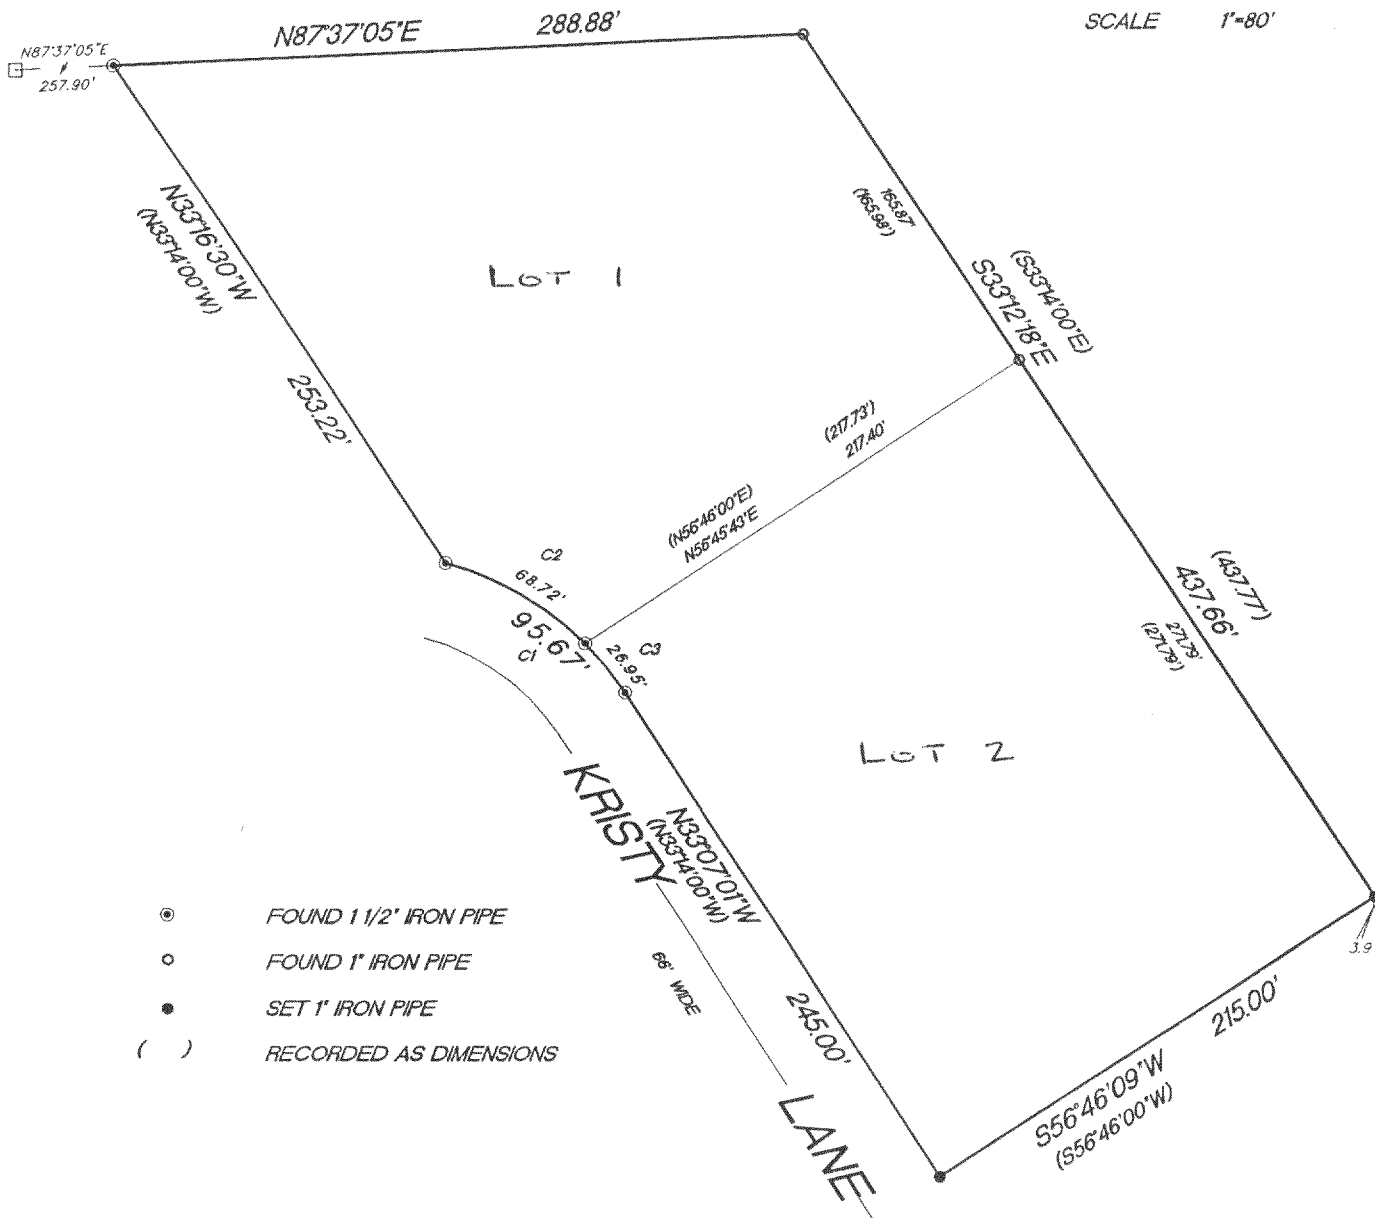 SCALE 1"=80'
N87°37'05"E 288.88'
N87°37'05"E
257.90'
N33°16'30"W
(N33°14'00"W)
253.22'
LOT 1
165.87'
(165.98')
(S33°14'00"E)
S33°12'18"E
(217.73')
217.40'
(N56°46'00"E)
N56°45'43"E
C2
68.72'
95.67'
C1
C3
26.95'
(437.77')
437.66'
271.79'
(271.79')
LOT 2
KRISTY
N33°07'01"W
(N33°14'00"W)
66' WIDE
245.00'
LANE
3.9
215.00'
S56°46'09"W
(S56°46'00"W)
FOUND 1 1/2" IRON PIPE
FOUND 1" IRON PIPE
SET 1" IRON PIPE
( ) RECORDED AS DIMENSIONS